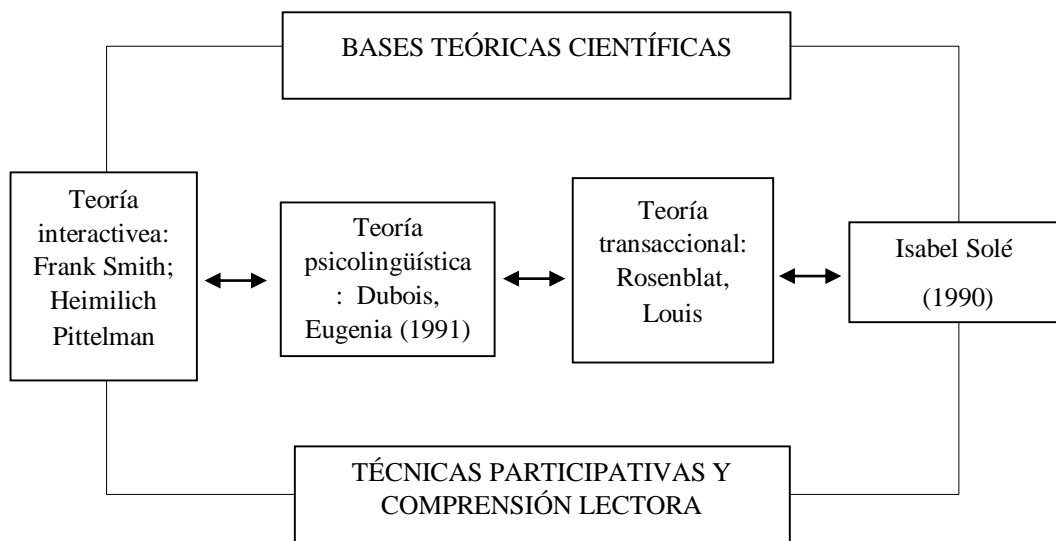 BASES TEÓRICAS CIENTÍFICAS
Teoría
interactivea:
Frank Smith;
Heimilich
Pittelman
Teoría
psicolingüística
: Dubois,
Eugenia (1991)
Teoría
transaccional:
Rosenblat,
Louis
Isabel Solé
(1990)
TÉCNICAS PARTICIPATIVAS Y
COMPRENSIÓN LECTORA